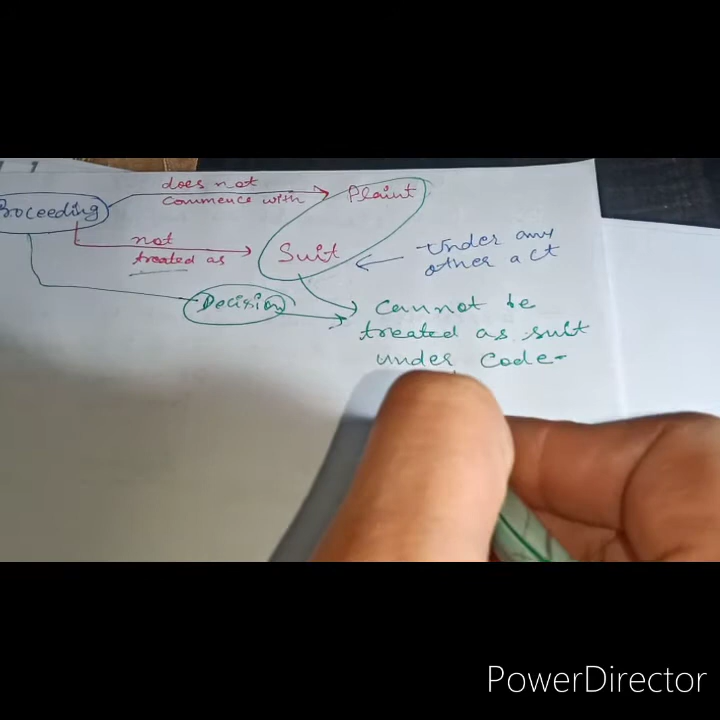 does not
commence with
Plaint
Proceeding
not
treated as
Suit
Under any
other act
Decision
cannot be
treated as suit
under Code-
PowerDirector